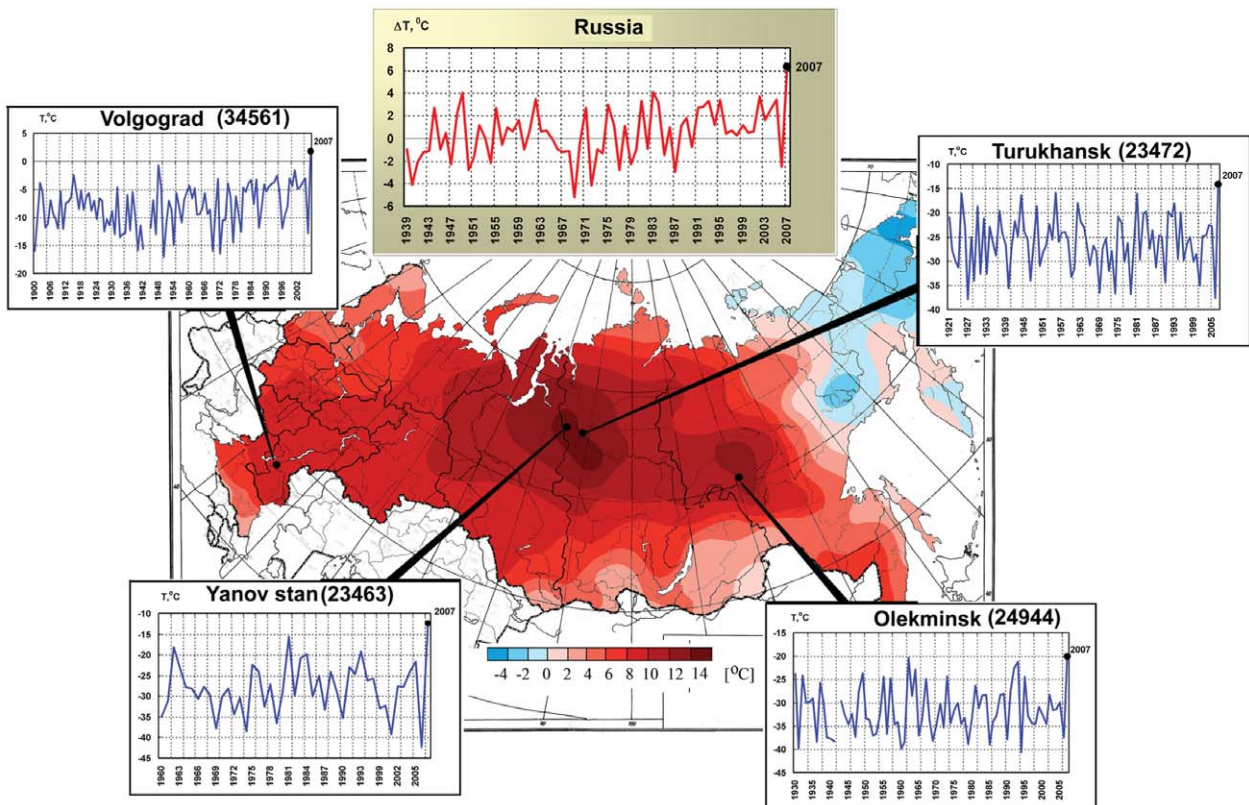 Russia
ΔT, ⁰C
8
6
4
2
0
-2
-4
-6
2007
1939 1943 1947 1951 1955 1959 1963 1967 1971 1975 1979 1983 1987 1991 1995 1999 2003 2007
Volgograd (34561)
T,°C
5
0
-5
-10
-15
-20
2007
1900 1906 1912 1918 1924 1930 1936 1942 1948 1954 1960 1966 1972 1978 1984 1990 1996 2002
Turukhansk (23472)
T,°C
-10
-15
-20
-25
-30
-35
-40
2007
1921 1927 1933 1939 1945 1951 1957 1963 1969 1975 1981 1987 1993 1999 2005
Yanov stan (23463)
T,°C
-10
-15
-20
-25
-30
-35
-40
-45
2007
1960 1963 1966 1969 1972 1975 1978 1981 1984 1987 1990 1993 1996 1999 2002 2005
-4 -2 0 2 4 6 8 10 12 14 [⁰C]
Olekminsk (24944)
T,°C
-15
-20
-25
-30
-35
-40
-45
2007
1930 1935 1940 1945 1950 1955 1960 1965 1970 1975 1980 1985 1990 1995 2000 2005